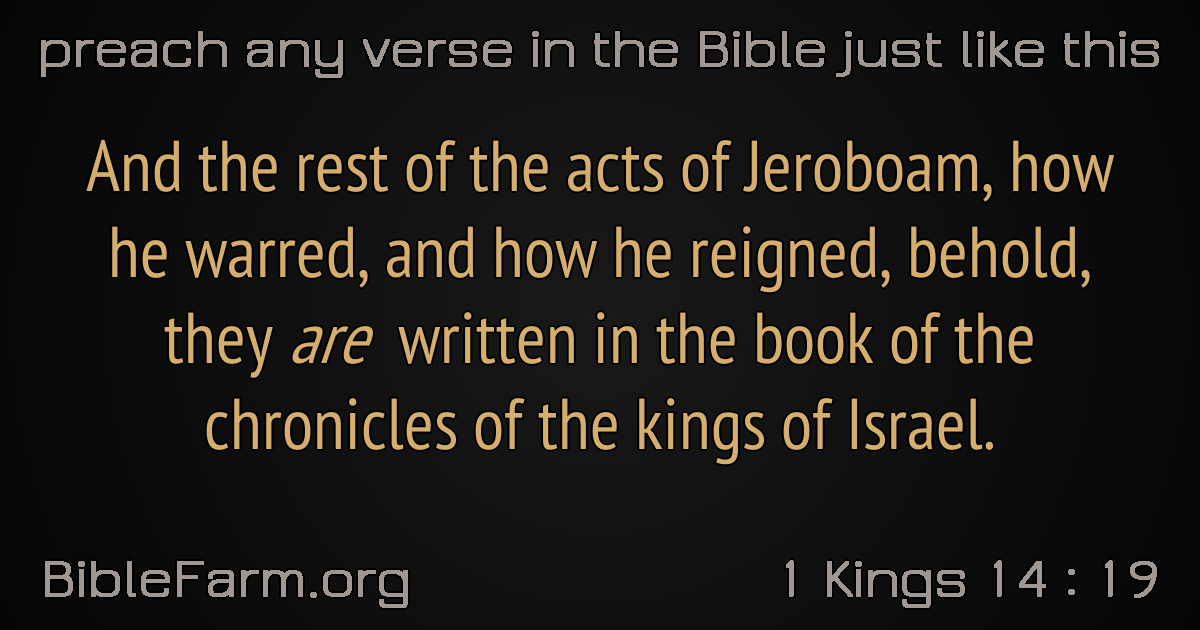 preach any verse in the Bible just like this
And the rest of the acts of Jeroboam, how
he warred, and how he reigned, behold,
they are written in the book of the
chronicles of the kings of Israel.
BibleFarm.org
1 Kings 14 : 19